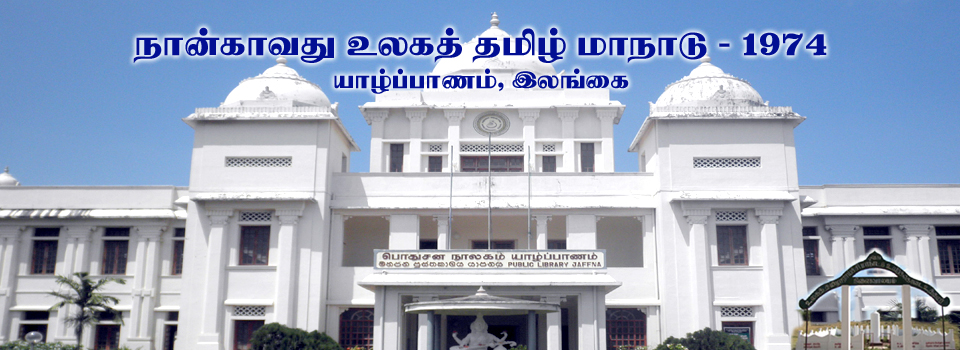 நான்காவது உலகத் தமிழ் மாநாடு - 1974
யாழ்ப்பாணம், இலங்கை
பொதுசன நூலகம் யாழ்ப்பாணம்
PUBLIC LIBRARY JAFFNA